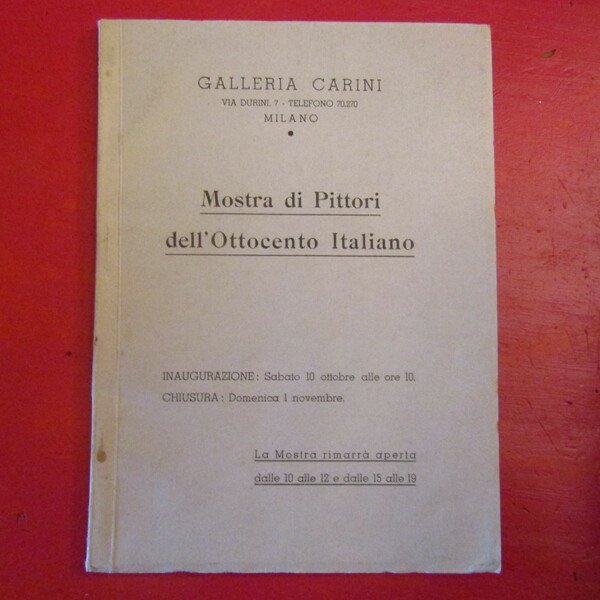 GALLERIA CARINI
VIA DURINI, 7 - TELEFONO 70.270
MILANO
Mostra di Pittori
dell'Ottocento Italiano
INAUGURAZIONE: Sabato 10 ottobre alle ore 10.
CHIUSURA: Domenica 1 novembre.
La Mostra rimarrà aperta
dalle 10 alle 12 e dalle 15 alle 19